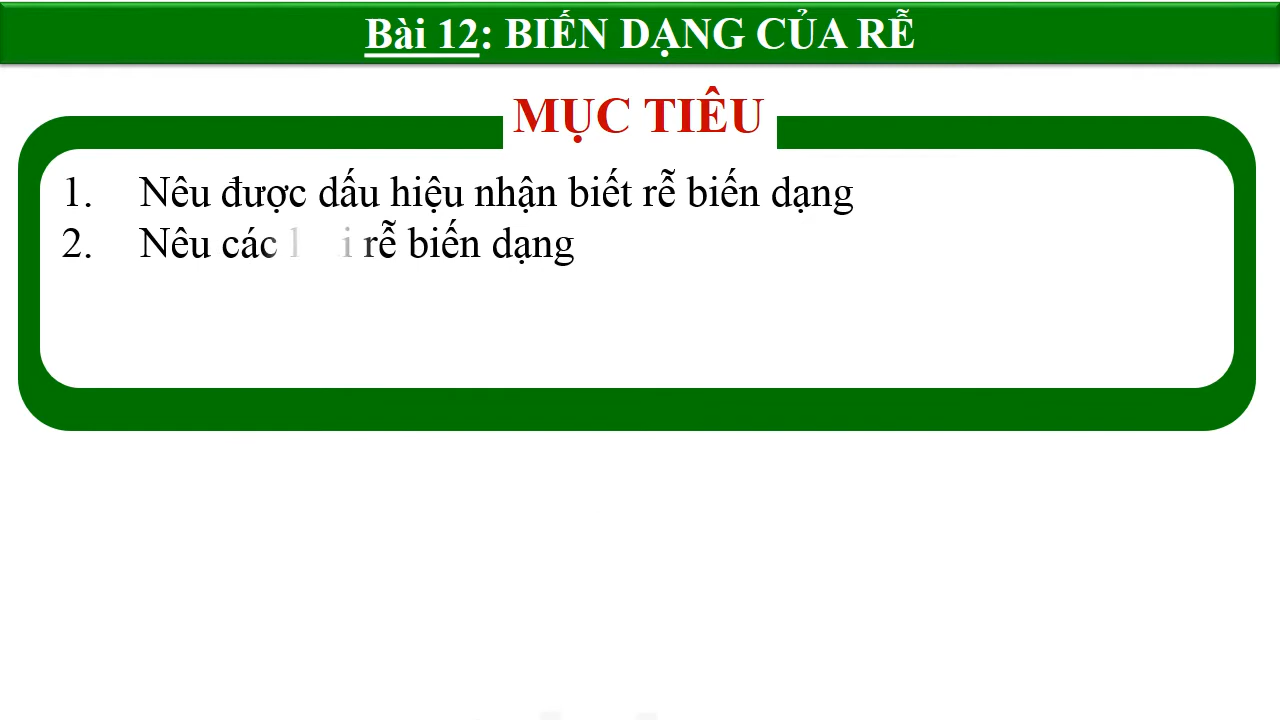 Bài 12: BIẾN DẠNG CỦA RỄ
MỤC TIÊU
1. Nêu được dấu hiệu nhận biết rễ biến dạng
2. Nêu các rễ biến dạng